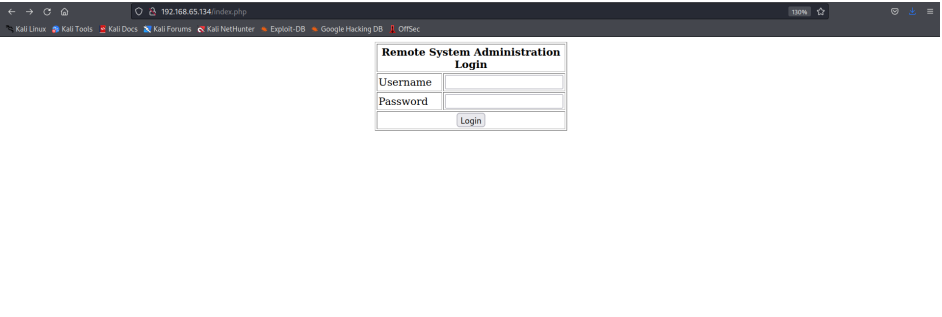 192.168.65.134/index.php
130%
Kali Linux Kali Tools Kali Docs Kali Forums Kali NetHunter Exploit-DB Google Hacking DB OffSec
Remote System Administration
Login
Username
Password
Login